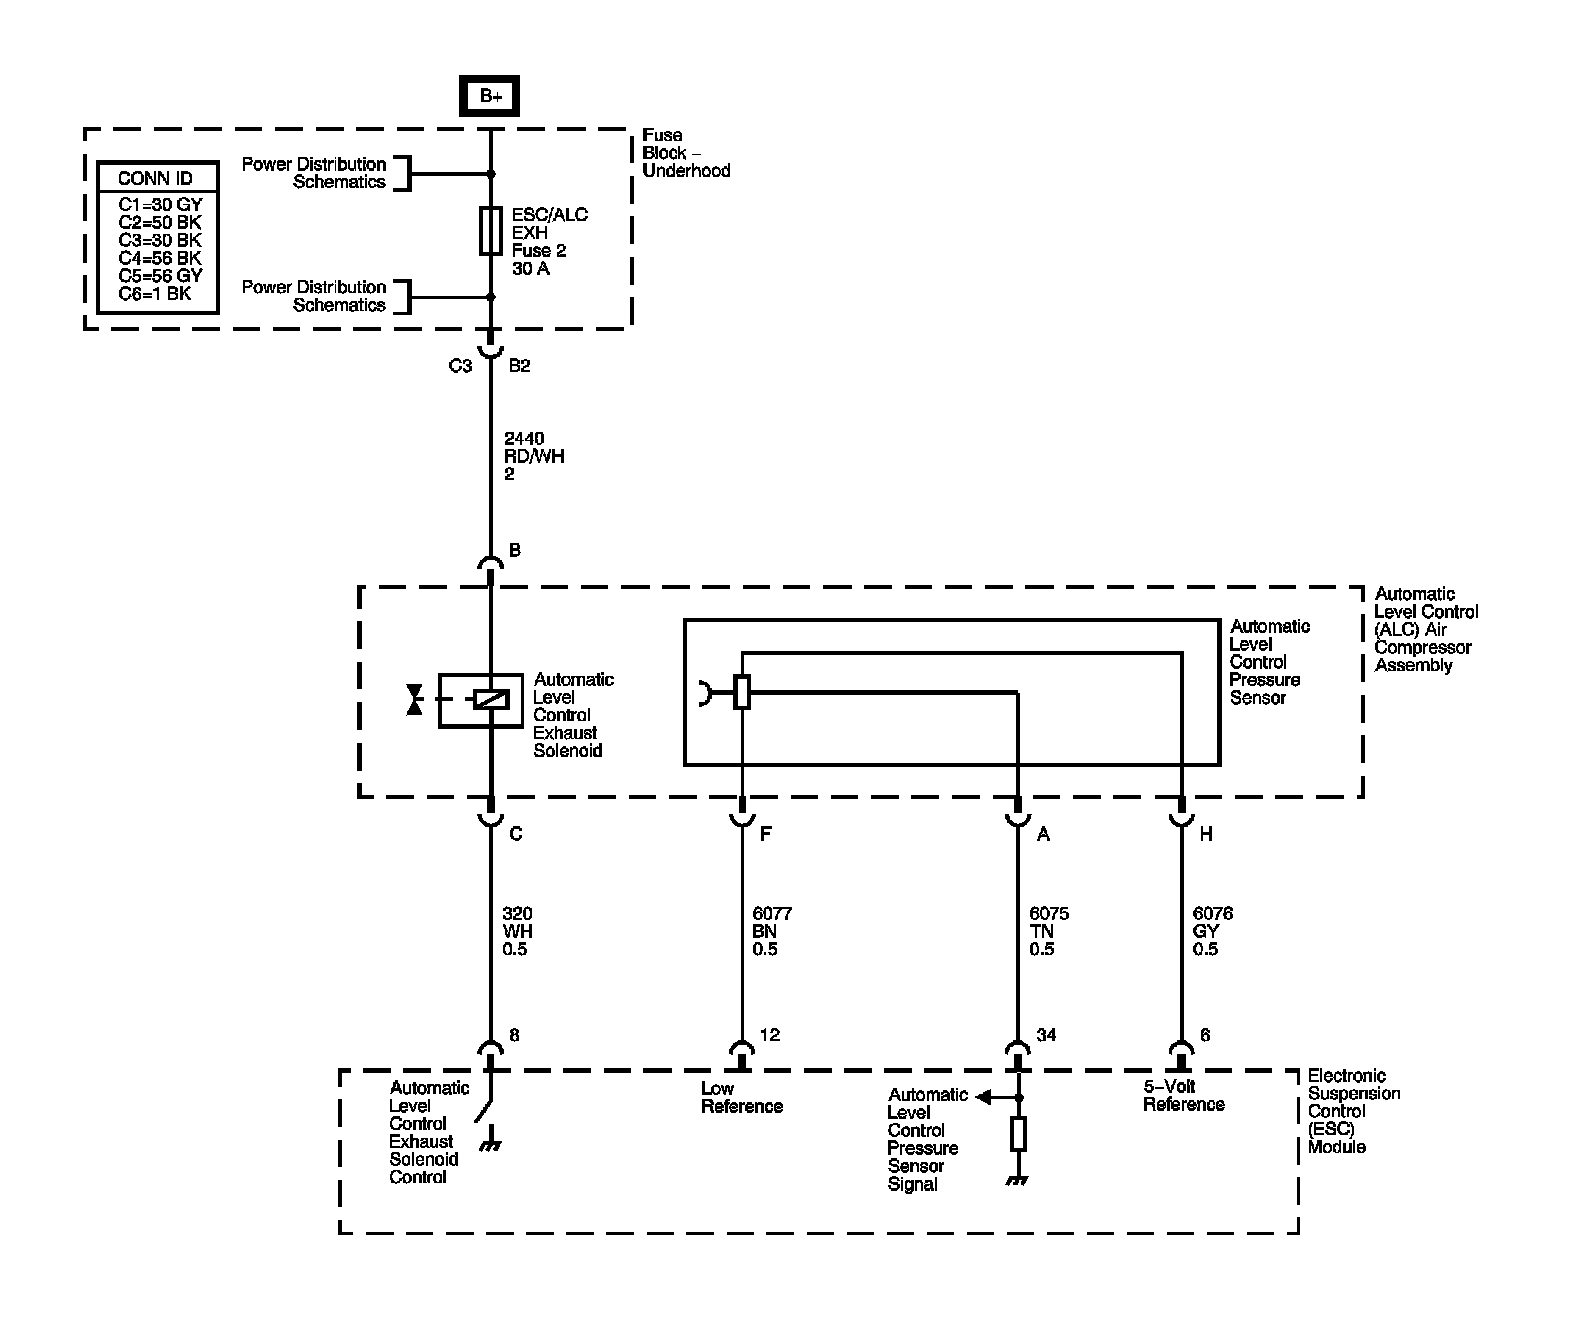 B+
Fuse
Block –
Underhood
CONN ID
C1=30 GY
C2=50 BK
C3=30 BK
C4=56 BK
C5=56 GY
C6=1 BK
Power Distribution
Schematics
ESC/ALC
EXH
Fuse 2
30 A
Power Distribution
Schematics
C3
B2
2440
RD/WH
2
B
Automatic
Level Control
(ALC) Air
Compressor
Assembly
Automatic
Level
Control
Pressure
Sensor
Automatic
Level
Control
Exhaust
Solenoid
C
F
A
H
320
WH
0.5
6077
BN
0.5
6075
TN
0.5
6076
GY
0.5
8
12
34
6
Automatic
Level
Control
Exhaust
Solenoid
Control
Low
Reference
Automatic
Level
Control
Pressure
Sensor
Signal
5–Volt
Reference
Electronic
Suspension
Control
(ESC)
Module